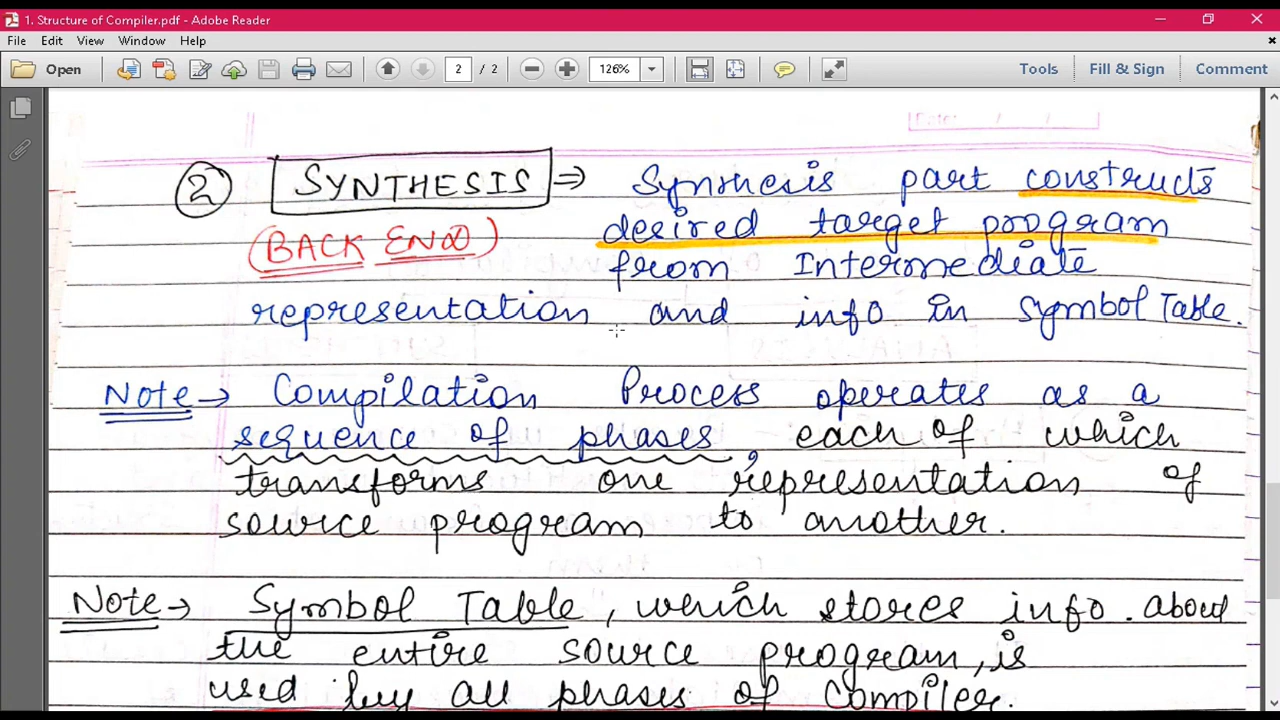 1. Structure of Compiler.pdf - Adobe Reader
File Edit View Window Help
Open 2 / 2 126% Tools Fill & Sign Comment
Date: / /
2 SYNTHESIS ⇒ Synthesis part constructs
(BACK END) desired target program
from Intermediate
representation and info in Symbol Table.
Note → Compilation Process operates as a
sequence of phases, each of which
transforms one representation of
source program to another.
Note → Symbol Table, which stores info. about
the entire source program, is
used by all phases of Compiler.